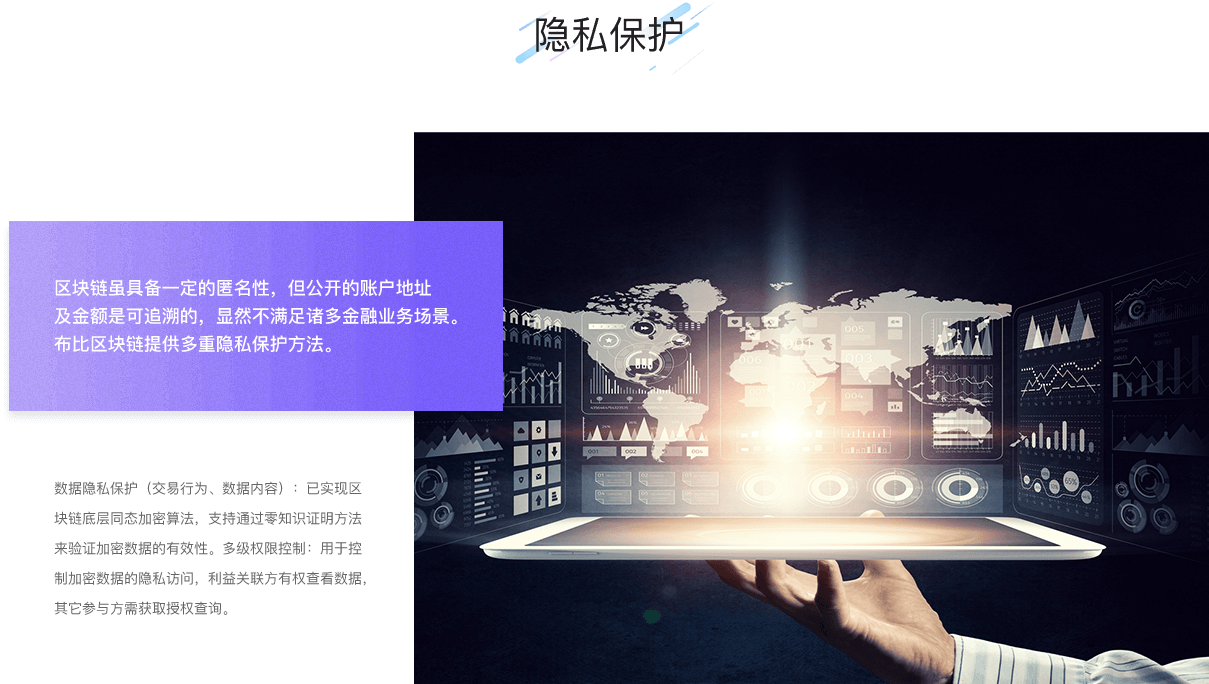 隐私保护
区块链虽具备一定的匿名性，但公开的账户地址
及金额是可追溯的，显然不满足诸多金融业务场景。
布比区块链提供多重隐私保护方法。
数据隐私保护（交易行为、数据内容）：已实现区
块链底层同态加密算法，支持通过零知识证明方法
来验证加密数据的有效性。多级权限控制：用于控
制加密数据的隐私访问，利益关联方有权查看数据，
其它参与方需获取授权查询。
005
003
004
001
002
65%